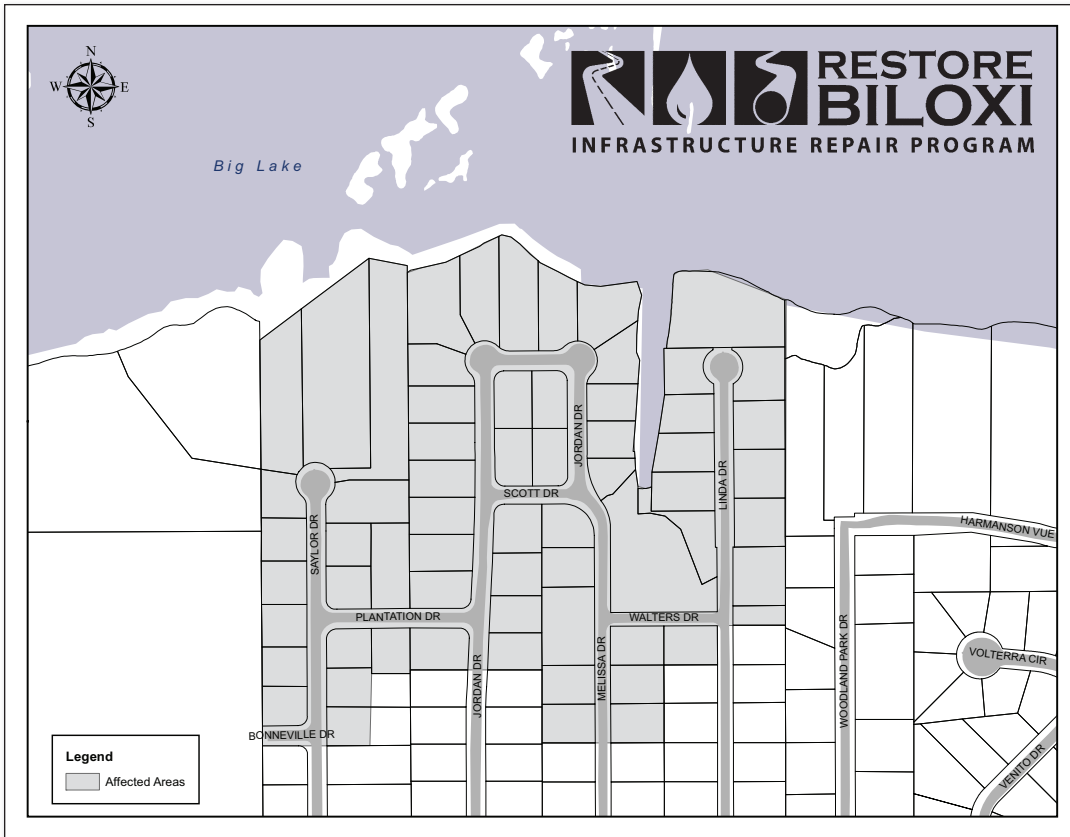 N
W E
S
RESTORE
BILOXI
INFRASTRUCTURE REPAIR PROGRAM
Big Lake
JORDAN DR
LINDA DR
SCOTT DR
SAYLOR DR
HARMANSON VUE
PLANTATION DR
WALTERS DR
JORDAN DR
MELISSA DR
WOODLAND PARK DR
VOLTERRA CIR
BONNEVILLE DR
VENITO DR
Legend
Affected Areas